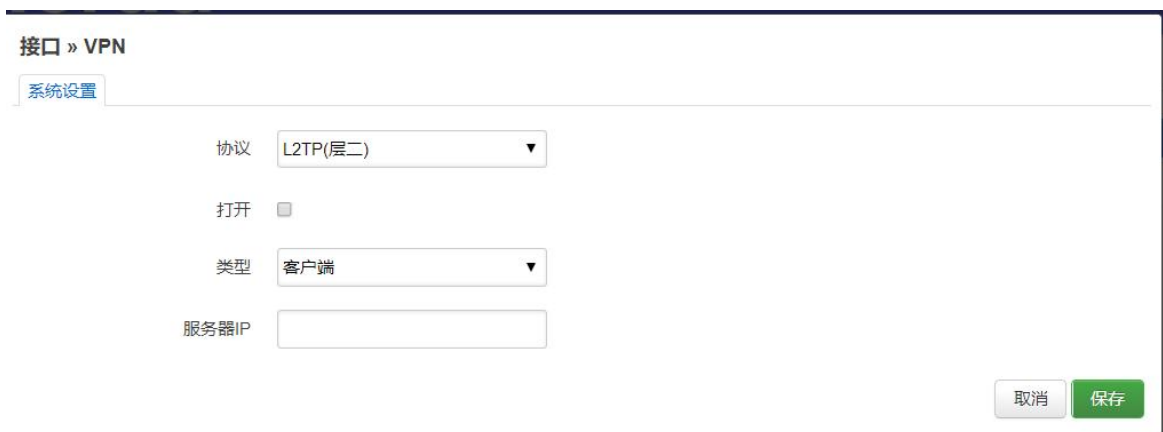 接口 » VPN
系统设置
协议 L2TP(层二)
打开
类型 客户端
服务器IP
取消 保存